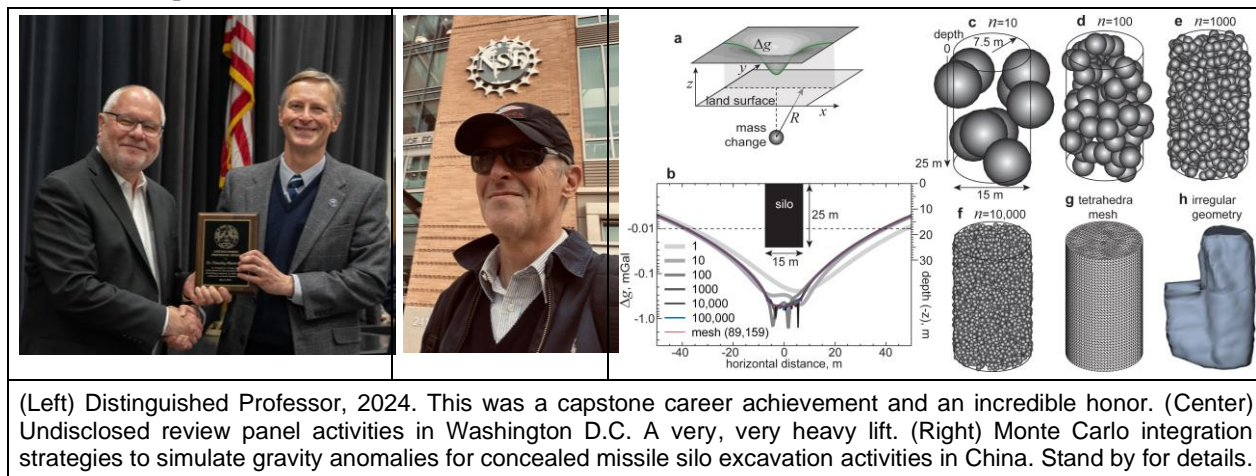 NSF
a
Δg
y
z
land surface
R
x
mass
change
b
silo
25 m
15 m
-0.01
-0.1
-1.0
Δg, mGal
1
10
100
1000
10,000
100,000
mesh (89,159)
0
10
20
30
depth (-z), m
-40
-20
0
20
40
horizontal distance, m
c n=10
depth
0
7.5 m
25 m
15 m
d n=100
e n=1000
f n=10,000
g tetrahedra
mesh
h irregular
geometry
(Left) Distinguished Professor, 2024. This was a capstone career achievement and an incredible honor. (Center)
Undisclosed review panel activities in Washington D.C. A very, very heavy lift. (Right) Monte Carlo integration
strategies to simulate gravity anomalies for concealed missile silo excavation activities in China. Stand by for details.